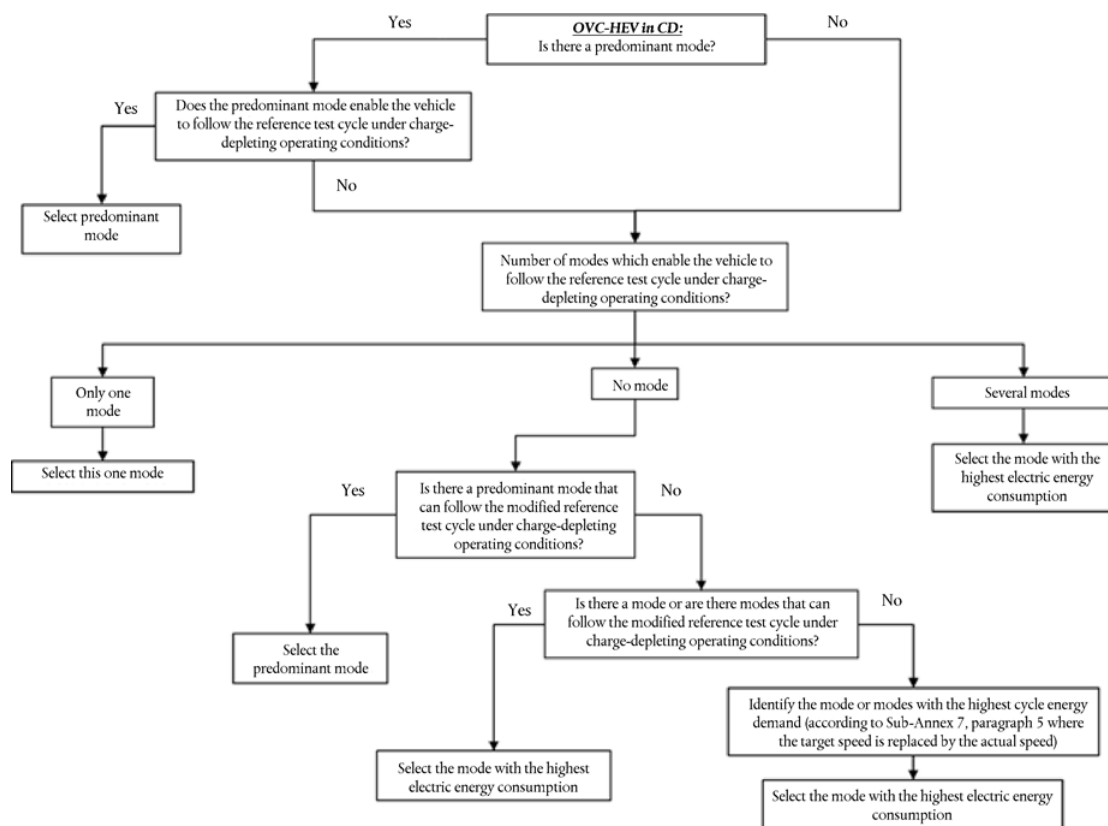 Yes
OVC-HEV in CD:
No
Is there a predominant mode?
Yes
Does the predominant mode enable the vehicle
to follow the reference test cycle under charge-
depleting operating conditions?
No
Select predominant
mode
Number of modes which enable the vehicle to
follow the reference test cycle under charge-
depleting operating conditions?
Only one
mode
No mode
Several modes
Select this one mode
Select the mode with the
highest electric energy
consumption
Yes
Is there a predominant mode that
can follow the modified reference
test cycle under charge-depleting
operating conditions?
No
Select the
predominant mode
Yes
Is there a mode or are there modes that can
follow the modified reference test cycle under
charge-depleting operating conditions?
No
Select the mode with the highest
electric energy consumption
Identify the mode or modes with the highest cycle energy
demand (according to Sub-Annex 7, paragraph 5 where
the target speed is replaced by the actual speed)
Select the mode with the highest electric energy
consumption